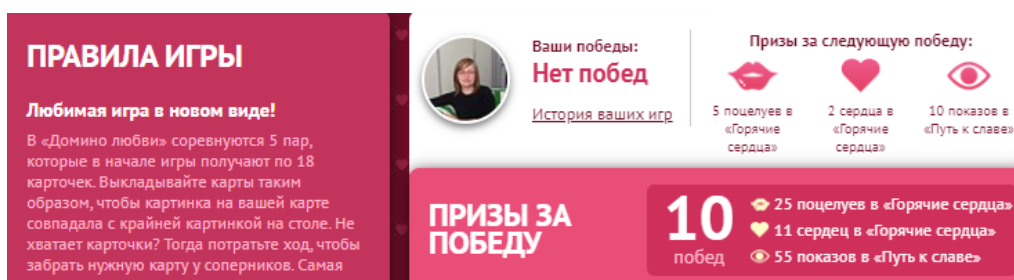 ПРАВИЛА ИГРЫ
Любимая игра в новом виде!
В «Домино любви» соревнуются 5 пар,
которые в начале игры получают по 18
карточек. Выкладывайте карты таким
образом, чтобы картинка на вашей карте
совпадала с крайней картинкой на столе. Не
хватает карточки? Тогда потратьте ход, чтобы
забрать нужную карту у соперников. Самая
Ваши победы:
Нет побед
История ваших игр
Призы за следующую победу:
5 поцелуев в
«Горячие
сердца»
2 сердца в
«Горячие
сердца»
10 показов в
«Путь к славе»
ПРИЗЫ ЗА
ПОБЕДУ
10
побед
25 поцелуев в «Горячие сердца»
11 сердец в «Горячие сердца»
55 показов в «Путь к славе»